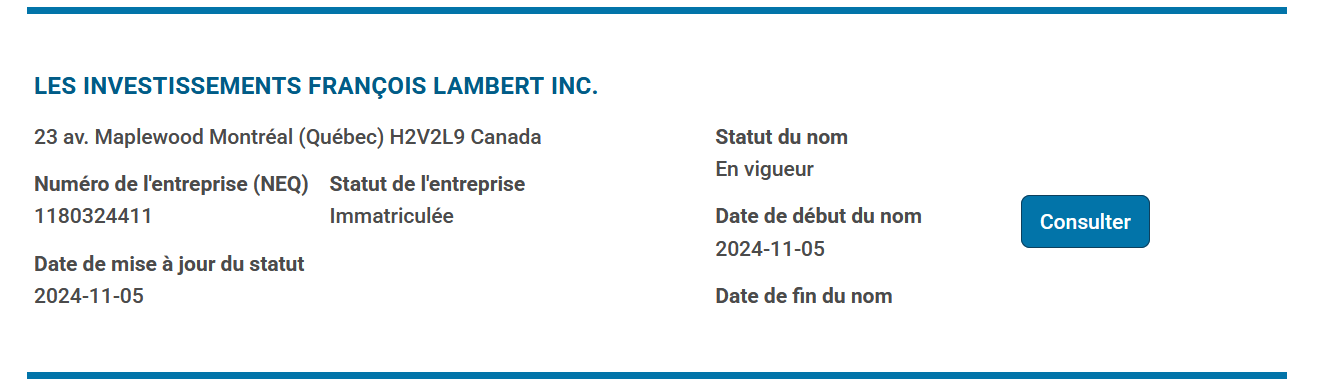 LES INVESTISSEMENTS FRANÇOIS LAMBERT INC.
23 av. Maplewood Montréal (Québec) H2V2L9 Canada
Numéro de l'entreprise (NEQ)
1180324411
Statut de l'entreprise
Immatriculée
Date de mise à jour du statut
2024-11-05
Statut du nom
En vigueur
Date de début du nom
2024-11-05
Date de fin du nom
Consulter